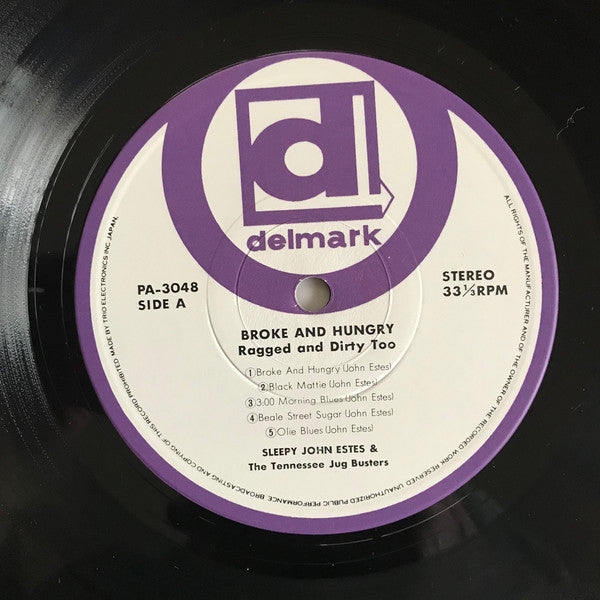 d
delmark
PA-3048
SIDE A
STEREO
33⅓RPM
BROKE AND HUNGRY
Ragged and Dirty Too
①Broke And Hungry(John Estes)
②Black Mattie(John Estes)
③3:00 Morning Blues(John Estes)
④Beale Street Sugar(John Estes)
⑤Olie Blues(John Estes)
SLEEPY JOHN ESTES &
The Tennessee Jug Busters
ALL RIGHTS OF THE MANUFACTURER AND OF THE OWNER OF THE RECORDED WORK RESERVED UNAUTHORIZED PUBLIC PERFORMANCE BROADCASTING AND COPYING OF THIS RECORD PROHIBITED MADE BY TRIO ELECTRONICS INC. JAPAN.